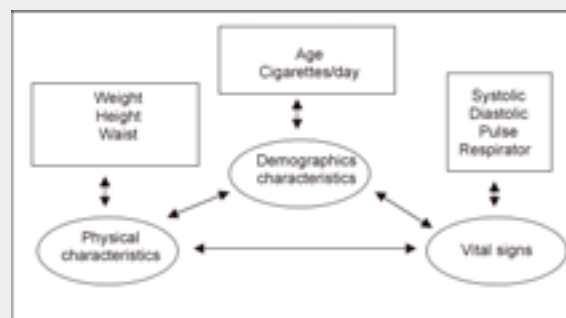 Age
Cigarettes/day
Weight
Height
Waist
Systolic
Diastolic
Pulse
Respirator
Demographics
characteristics
Physical
characteristics
Vital signs